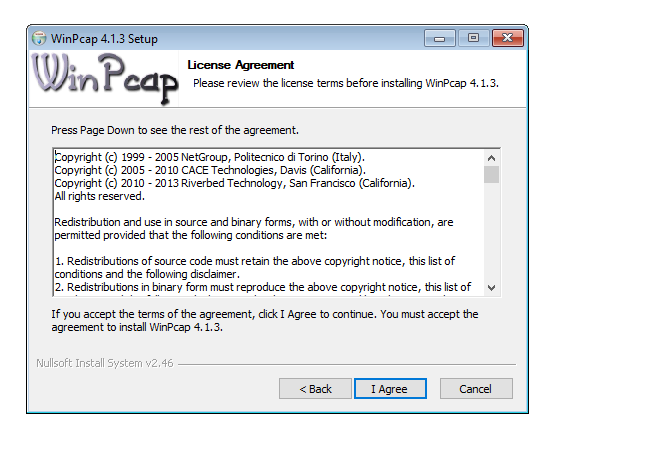 WinPcap 4.1.3 Setup
WinPcap
License Agreement
Please review the license terms before installing WinPcap 4.1.3.
Press Page Down to see the rest of the agreement.
Copyright (c) 1999 - 2005 NetGroup, Politecnico di Torino (Italy).
Copyright (c) 2005 - 2010 CACE Technologies, Davis (California).
Copyright (c) 2010 - 2013 Riverbed Technology, San Francisco (California).
All rights reserved.
Redistribution and use in source and binary forms, with or without modification, are
permitted provided that the following conditions are met:
1. Redistributions of source code must retain the above copyright notice, this list of
conditions and the following disclaimer.
2. Redistributions in binary form must reproduce the above copyright notice, this list of
If you accept the terms of the agreement, click I Agree to continue. You must accept the
agreement to install WinPcap 4.1.3.
Nullsoft Install System v2.46
< Back
I Agree
Cancel